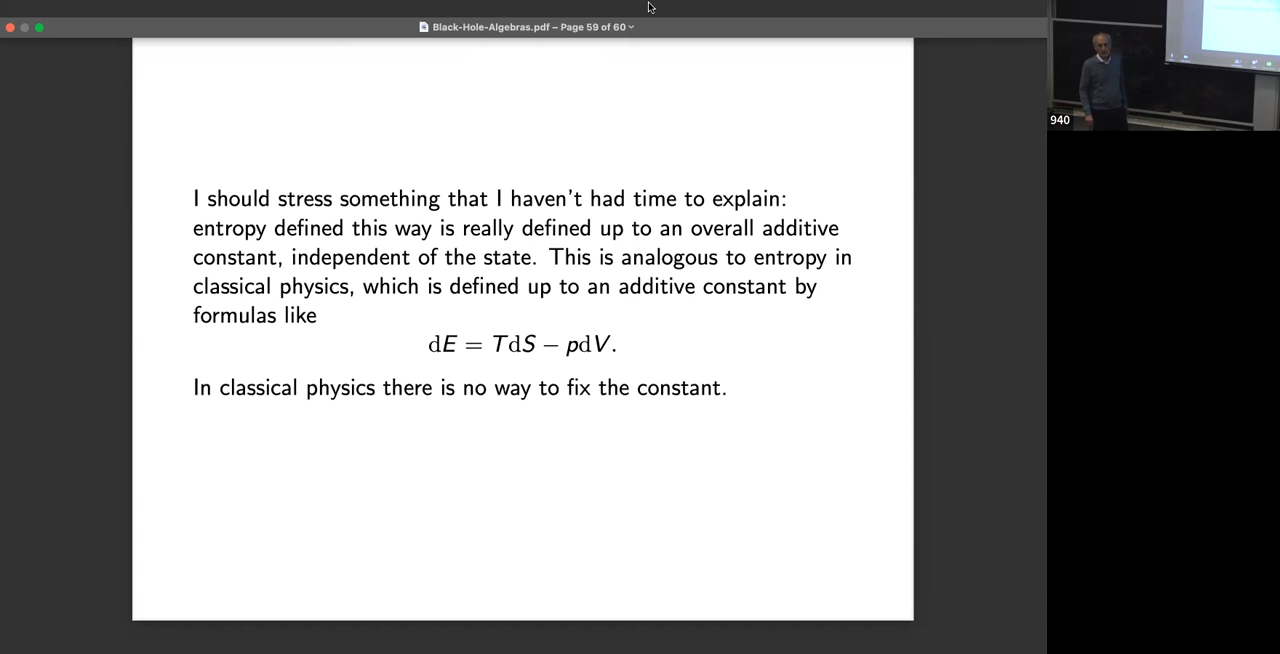 Black-Hole-Algebras.pdf – Page 59 of 60
940
I should stress something that I haven't had time to explain:
entropy defined this way is really defined up to an overall additive
constant, independent of the state. This is analogous to entropy in
classical physics, which is defined up to an additive constant by
formulas like
dE = TdS − pdV.
In classical physics there is no way to fix the constant.